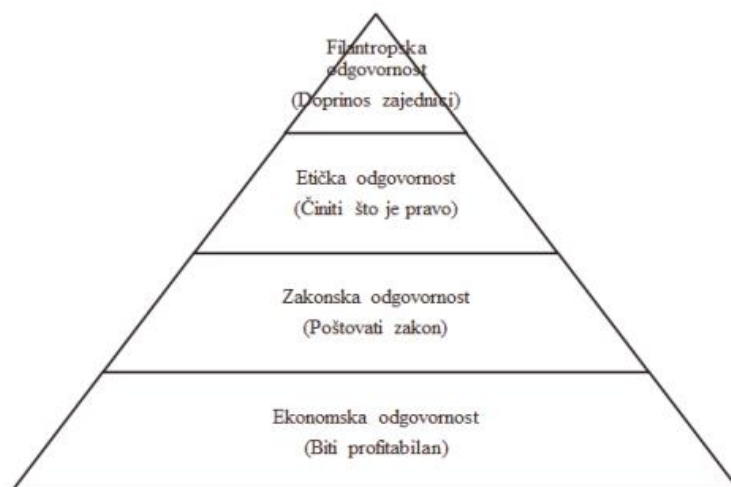 Filantropska
odgovornost
(Doprinos zajednici)
Etička odgovornost
(Činiti što je pravo)
Zakonska odgovornost
(Poštovati zakon)
Ekonomska odgovornost
(Biti profitabilan)